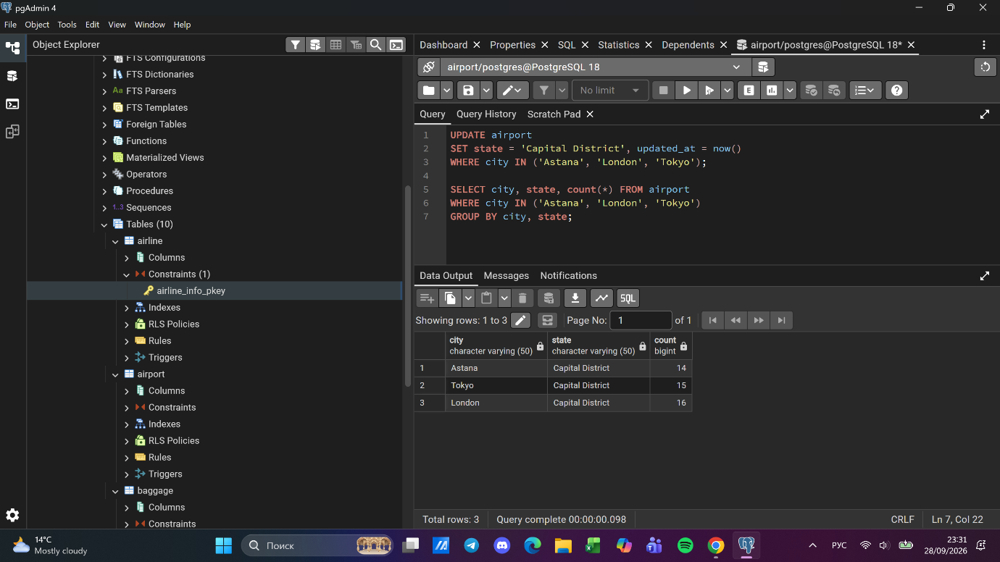 pgAdmin 4
File Object Tools Edit View Window Help
Object Explorer
FTS Configurations
FTS Dictionaries
Aa FTS Parsers
FTS Templates
Foreign Tables
Functions
Materialized Views
Operators
Procedures
1..3 Sequences
Tables (10)
airline
Columns
Constraints (1)
airline_info_pkey
Indexes
RLS Policies
Rules
Triggers
airport
Columns
Constraints
Indexes
RLS Policies
Rules
Triggers
baggage
Columns
Constraints
Dashboard Properties SQL Statistics Dependents airport/postgres@PostgreSQL 18*
airport/postgres@PostgreSQL 18
No limit E
Query Query History Scratch Pad
1 UPDATE airport
2 SET state = 'Capital District', updated_at = now()
3 WHERE city IN ('Astana', 'London', 'Tokyo');
4
5 SELECT city, state, count(*) FROM airport
6 WHERE city IN ('Astana', 'London', 'Tokyo')
7 GROUP BY city, state;
Data Output Messages Notifications
SQL
Showing rows: 1 to 3 Page No: 1 of 1
city state count
character varying (50) character varying (50) bigint
1 Astana Capital District 14
2 Tokyo Capital District 15
3 London Capital District 16
Total rows: 3 Query complete 00:00:00.098 CRLF Ln 7, Col 22
14°C
Mostly cloudy
Поиск
РУС
23:31
28/09/2026